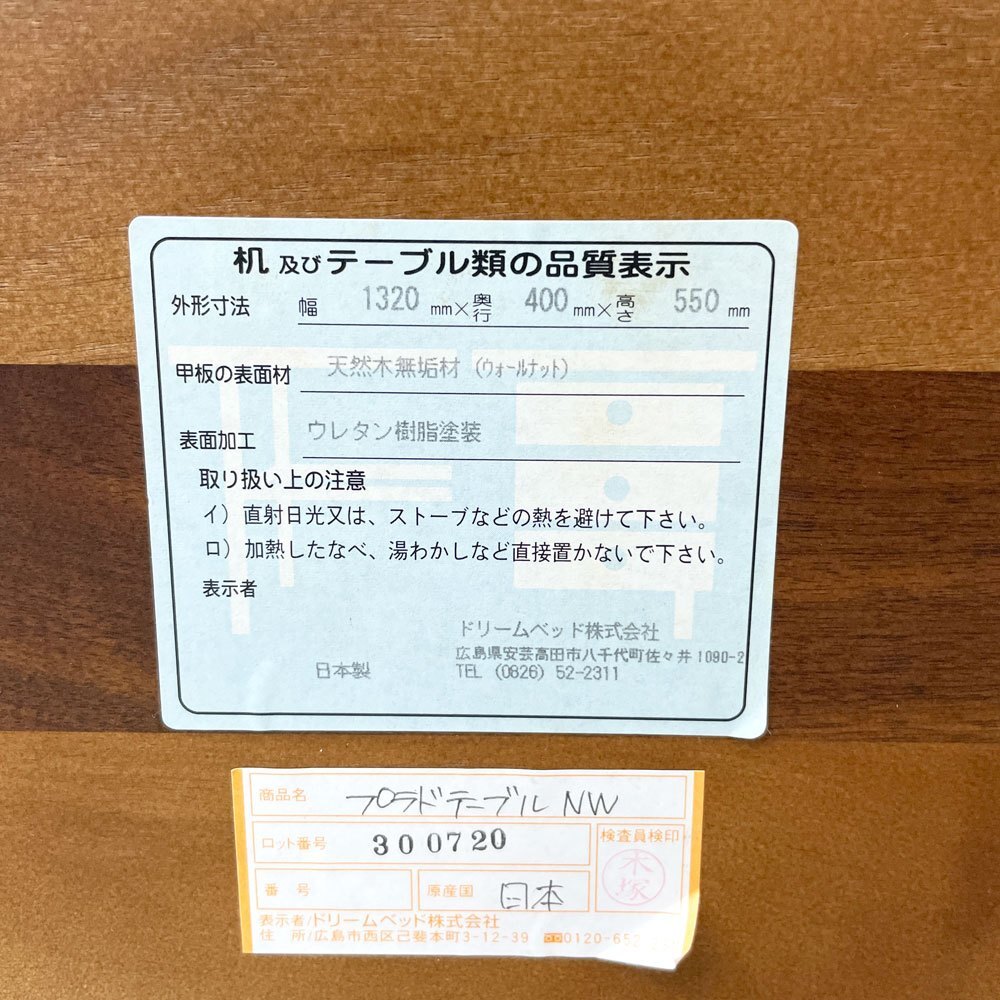 机及びテーブル類の品質表示
外形寸法 幅 1320 mm×奥行 400 mm×高さ 550 mm
甲板の表面材 天然木無垢材（ウォールナット）
表面加工 ウレタン樹脂塗装
取り扱い上の注意
イ）直射日光又は、ストーブなどの熱を避けて下さい。
ロ）加熱したなべ、湯わかしなど直接置かないで下さい。
表示者
ドリームベッド株式会社
広島県安芸高田市八千代町佐々井1090-2
日本製 TEL (0826) 52-2311
商品名 プラドテーブル NW
ロット番号 300720 検査員検印
木塚
番号 原産国 日本
表示者/ドリームベッド株式会社
住所/広島市西区己斐本町3-12-39 0120-65